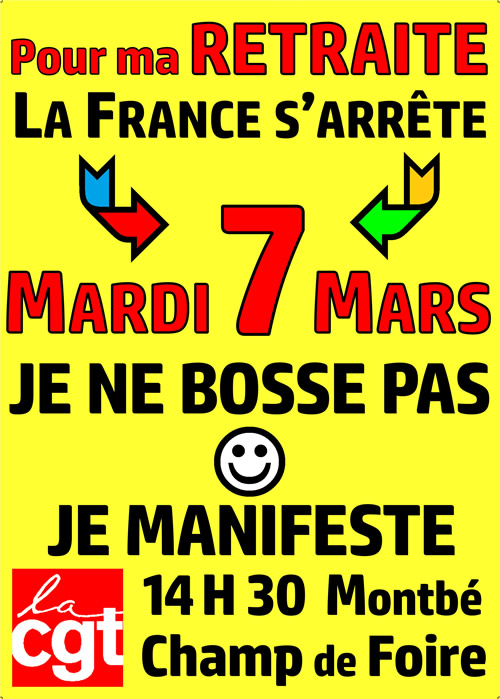 Pour ma RETRAITE
LA FRANCE S'ARRÊTE
MARDI 7 MARS
JE NE BOSSE PAS
JE MANIFESTE
14 H 30 Montbé
Champ de Foire
la
cgt